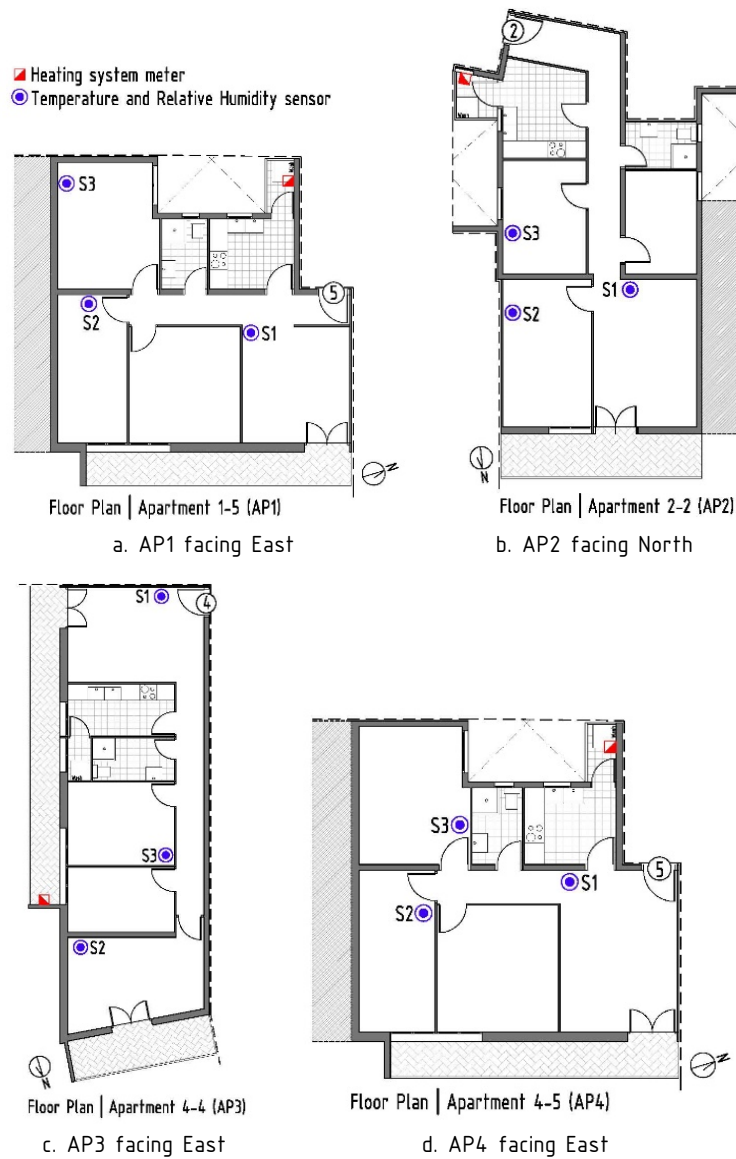 Heating system meter
Temperature and Relative Humidity sensor
S3
5
S2
S1
Floor Plan | Apartment 1-5 (AP1)
N
a. AP1 facing East
2
S3
S1
S2
N
Floor Plan | Apartment 2-2 (AP2)
b. AP2 facing North
S1
4
S3
S2
N
Floor Plan | Apartment 4-4 (AP3)
c. AP3 facing East
S3
5
S1
S2
N
Floor Plan | Apartment 4-5 (AP4)
d. AP4 facing East